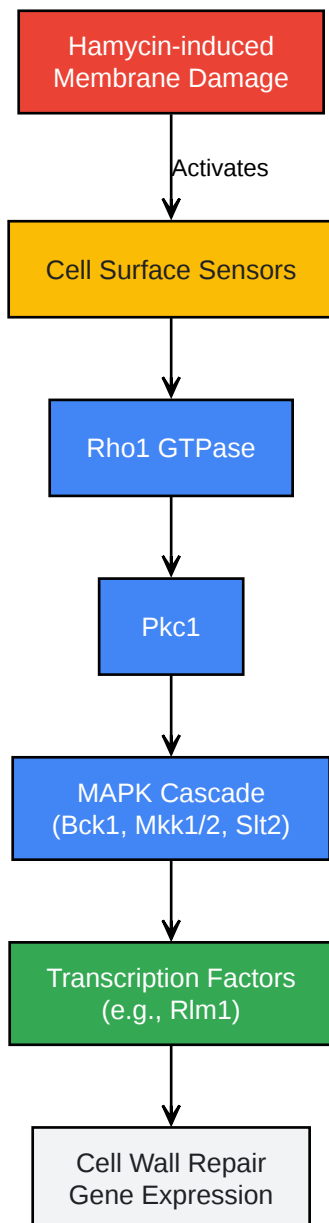 Hamycin-induced
Membrane Damage
Activates
Cell Surface Sensors
Rho1 GTPase
Pkc1
MAPK Cascade
(Bck1, Mkk1/2, Slt2)
Transcription Factors
(e.g., Rlm1)
Cell Wall Repair
Gene Expression